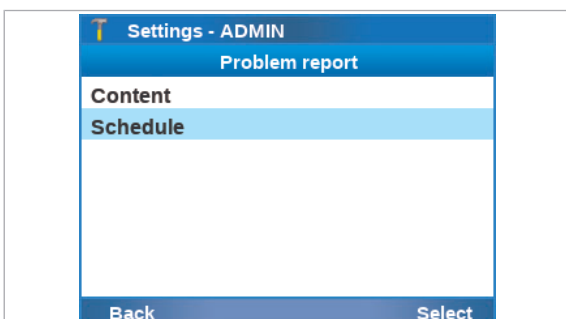 Settings - ADMIN
Problem report
Content
Schedule
Back Select